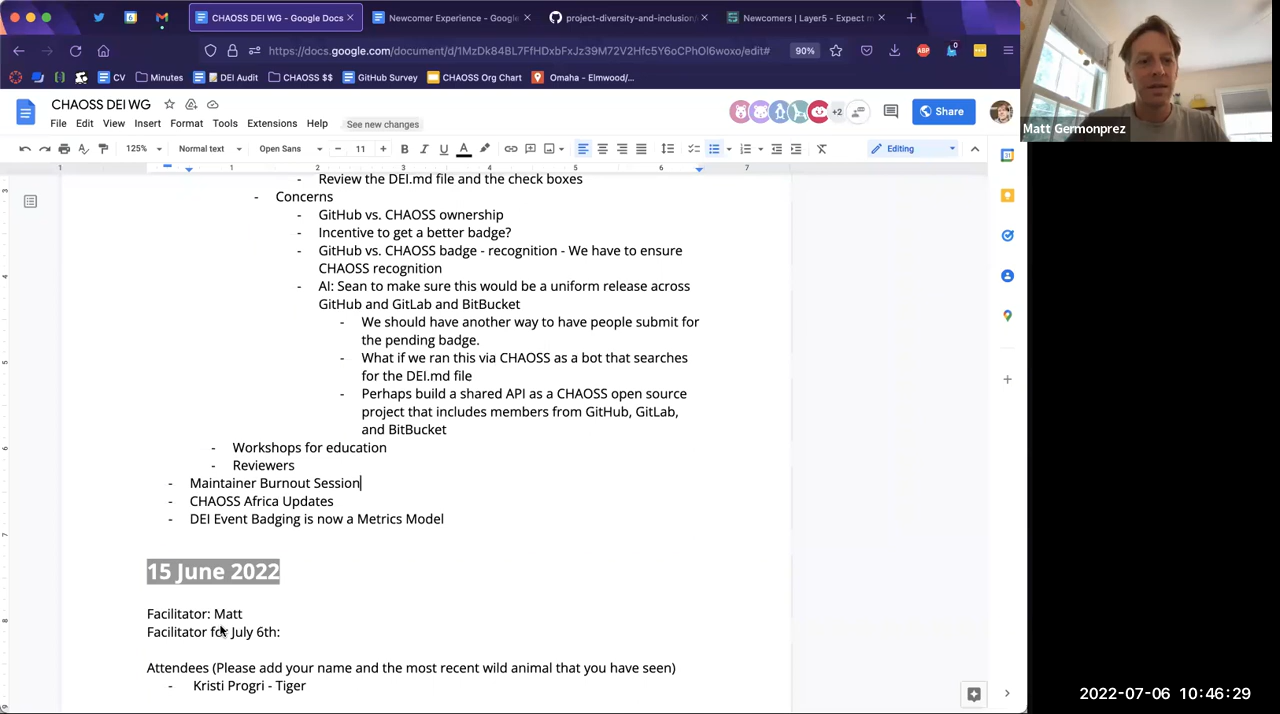 CHAOSS DEI WG - Google Docs
Newcomer Experience - Google
project-diversity-and-inclusion/
Newcomers | Layer5 - Expect m
https://docs.google.com/document/d/1MzDk84BL7FfHDxbFxJz39M72V2Hfc5Y6oCPhOl6woxo/edit#
90%
CV
Minutes
DEI Audit
CHAOSS $$
GitHub Survey
CHAOSS Org Chart
Omaha - Elmwood/...
CHAOSS DEI WG
File Edit View Insert Format Tools Extensions Help See new changes
+2
Share
125% Normal text Open Sans 11 Editing
- Review the DEI.md file and the check boxes
- Concerns
- GitHub vs. CHAOSS ownership
- Incentive to get a better badge?
- GitHub vs. CHAOSS badge - recognition - We have to ensure
CHAOSS recognition
- AI: Sean to make sure this would be a uniform release across
GitHub and GitLab and BitBucket
- We should have another way to have people submit for
the pending badge.
- What if we ran this via CHAOSS as a bot that searches
for the DEI.md file
- Perhaps build a shared API as a CHAOSS open source
project that includes members from GitHub, GitLab,
and BitBucket
- Workshops for education
- Reviewers
- Maintainer Burnout Session
- CHAOSS Africa Updates
- DEI Event Badging is now a Metrics Model
15 June 2022
Facilitator: Matt
Facilitator for July 6th:
Attendees (Please add your name and the most recent wild animal that you have seen)
- Kristi Progri - Tiger
Matt Germonprez
2022-07-06 10:46:29